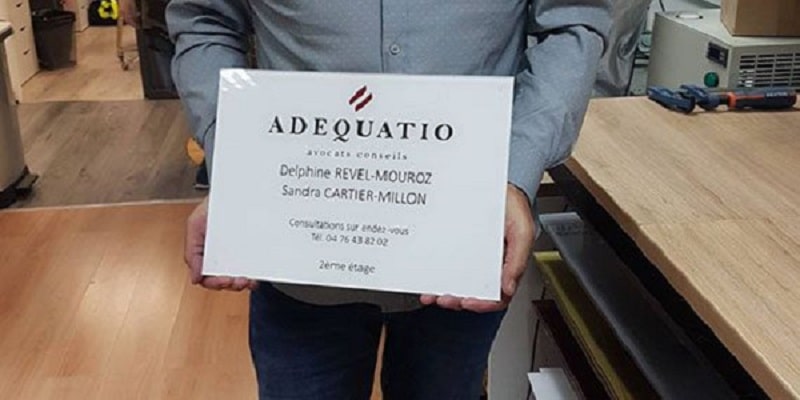 ADEQUATIO
avocats conseils
Delphine REVEL-MOUROZ
Sandra CARTIER-MILLON
Consultations sur rendez-vous
Tél. 04 76 43 82 02
2ème étage